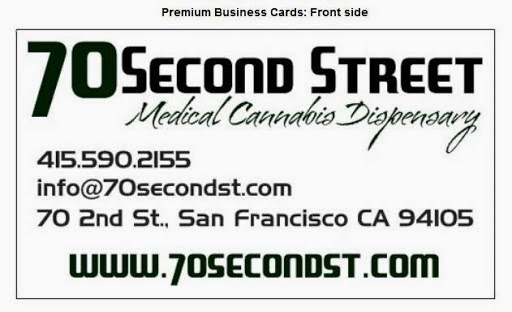 Premium Business Cards: Front side
70 Second Street
Medical Cannabis Dispensary
415.590.2155
info@70secondst.com
70 2nd St., San Francisco CA 94105
www.70secondst.com